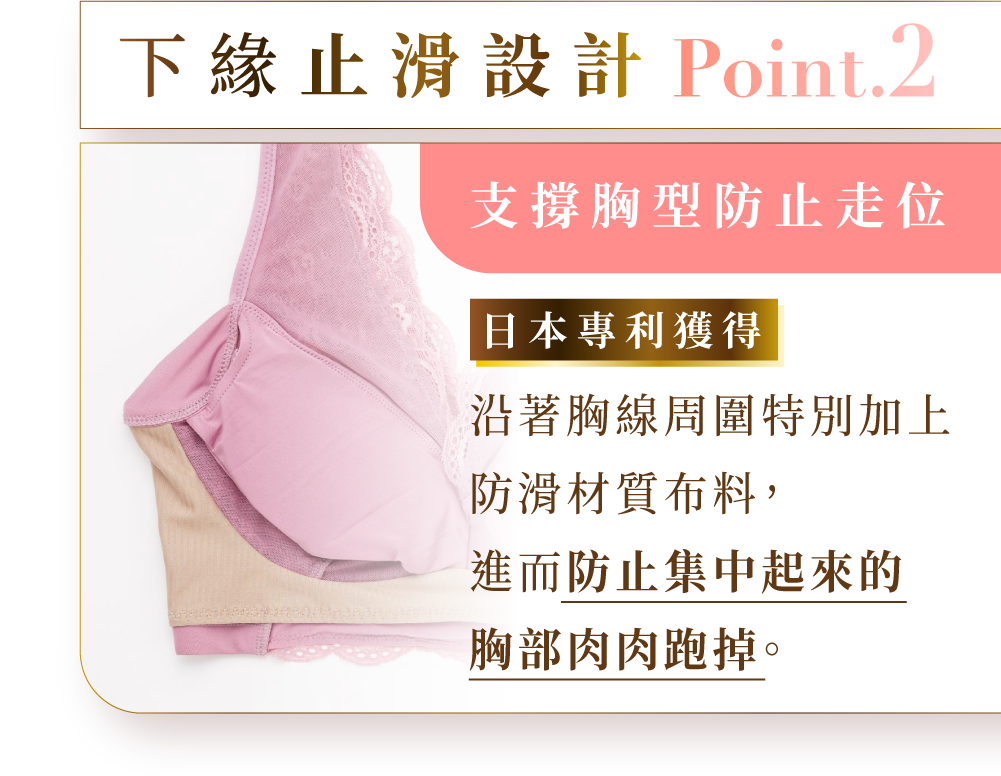 下緣止滑設計 Point.2
支撐胸型防止走位
日本專利獲得
沿著胸線周圍特別加上
防滑材質布料，
進而防止集中起來的
胸部肉肉跑掉。